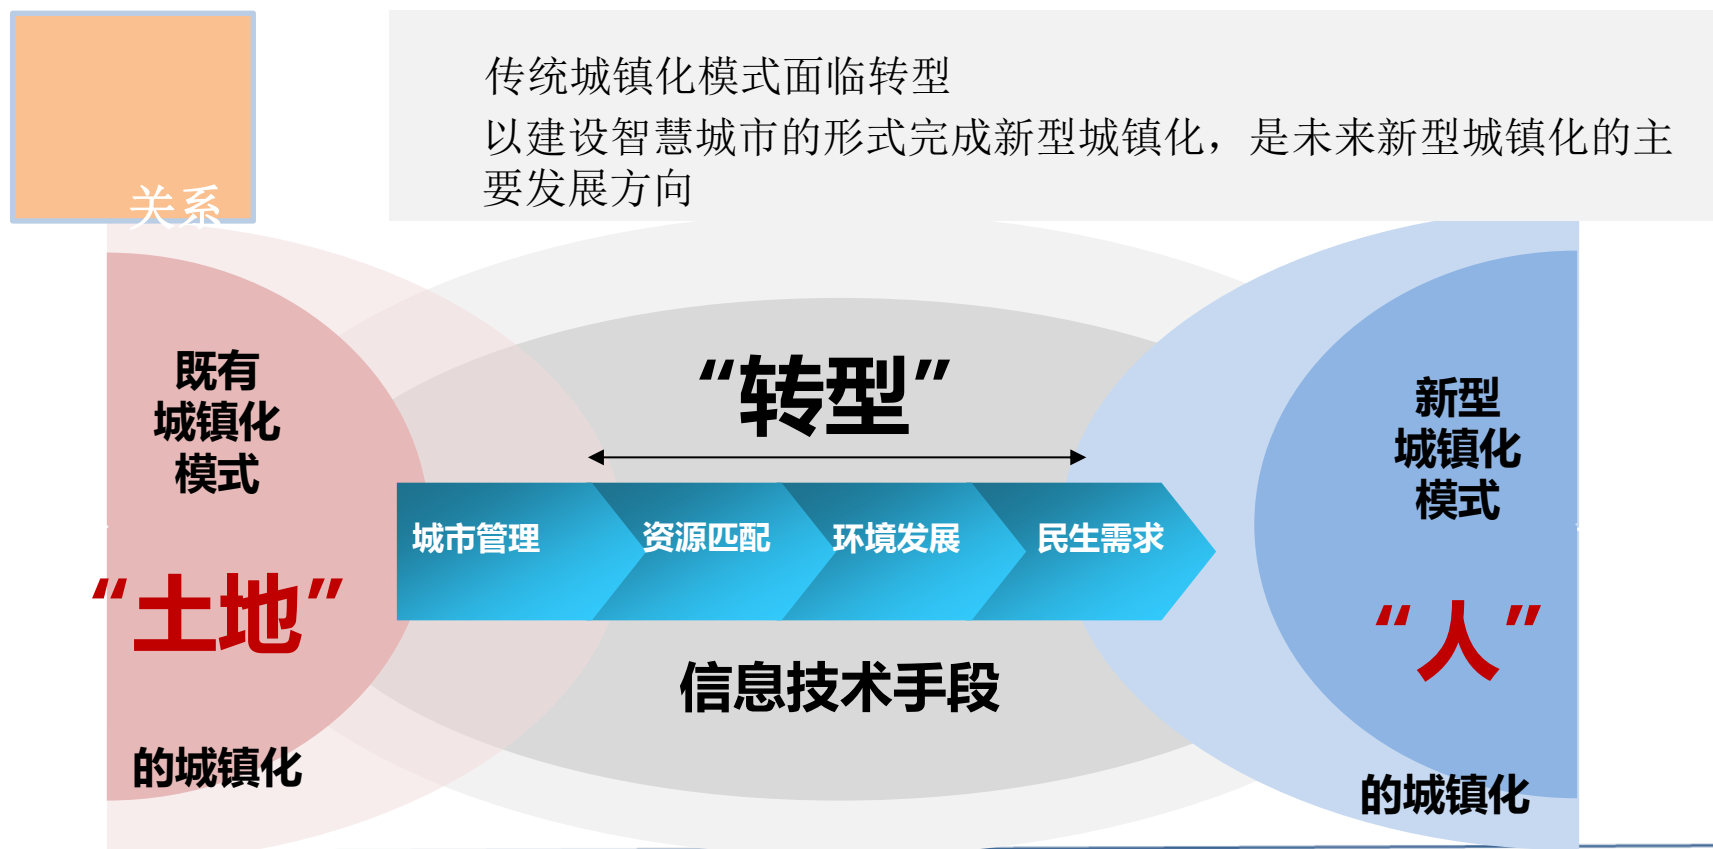 关系
传统城镇化模式面临转型
以建设智慧城市的形式完成新型城镇化，是未来新型城镇化的主
要发展方向
既有
城镇化
模式
“土地”
的城镇化
“转型”
城市管理
资源匹配
环境发展
民生需求
信息技术手段
新型
城镇化
模式
“人”
的城镇化